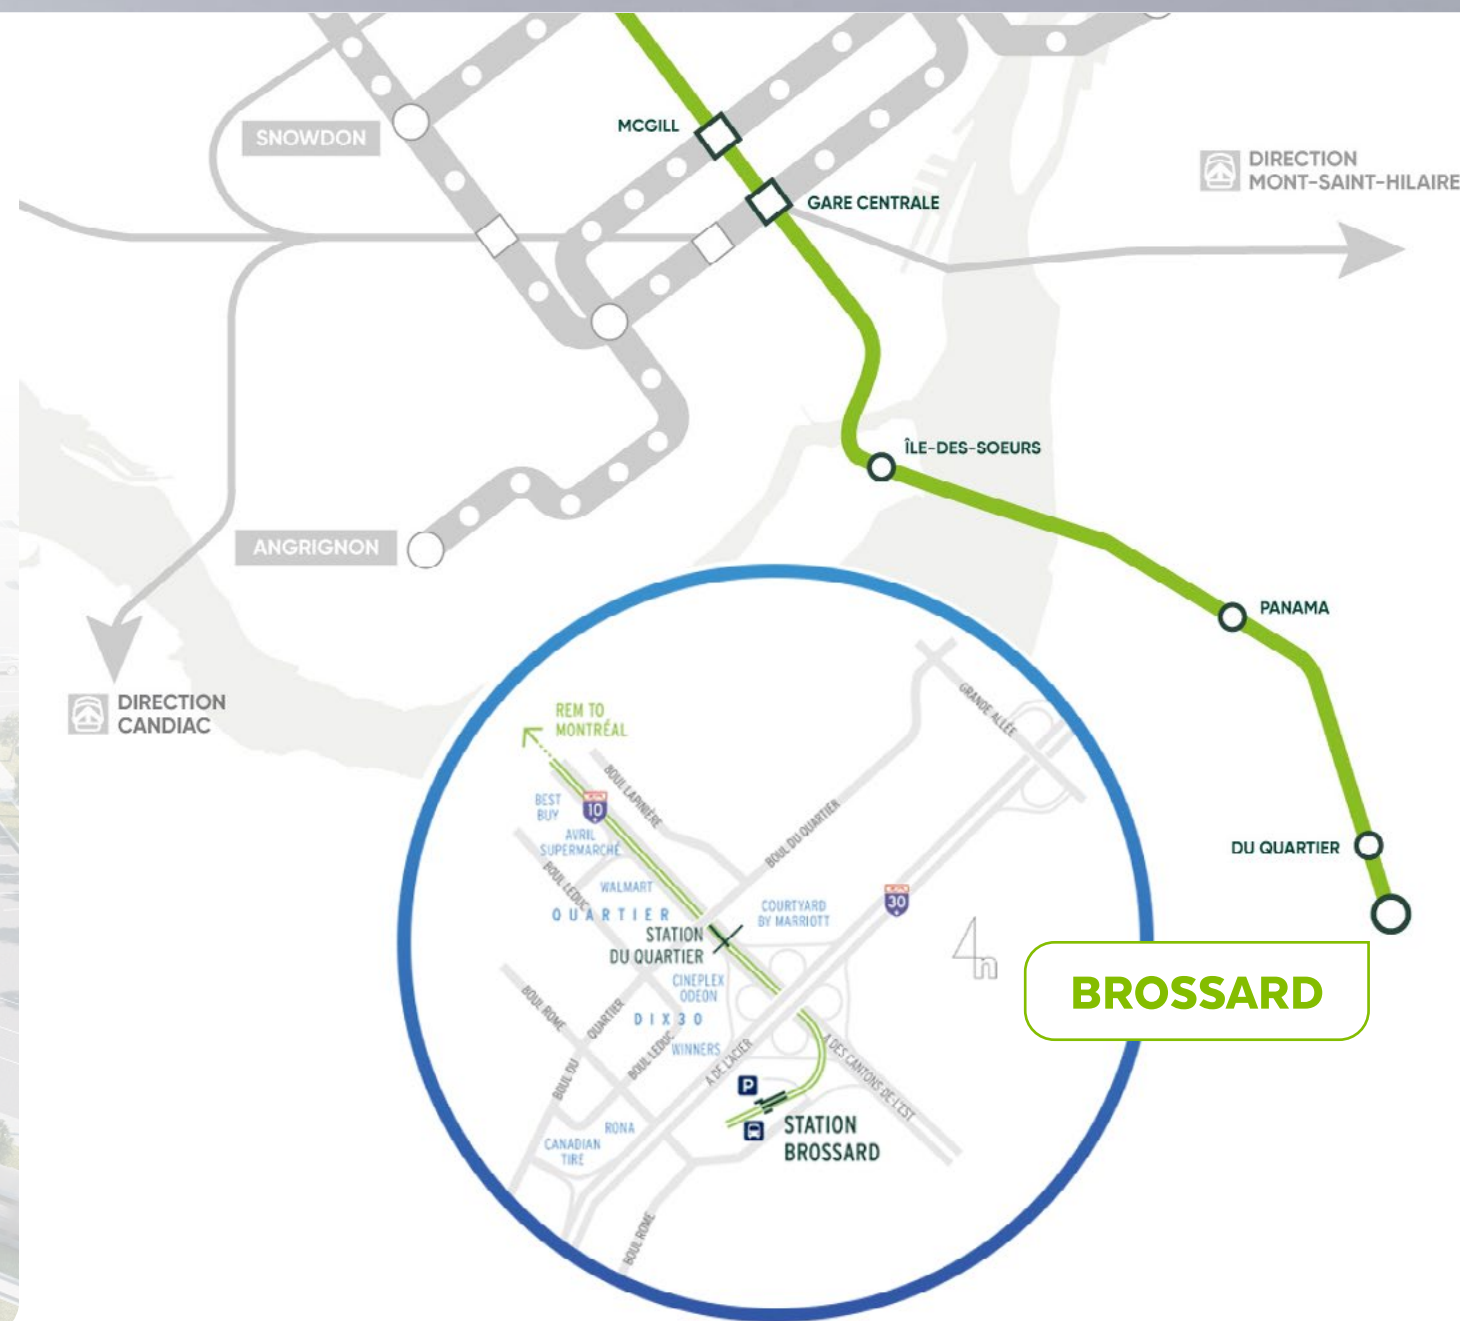 MCGILL
SNOWDON
DIRECTION
MONT-SAINT-HILAIRE
GARE CENTRALE
ÎLE-DES-SOEURS
ANGRIGNON
PANAMA
DIRECTION
CANDIAC
DU QUARTIER
BROSSARD
REM TO
MONTRÉAL
GRANDE ALLÉE
BOUL LAPINIÈRE
BEST
BUY
10
AVRIL
SUPERMARCHÉ
BOUL DU QUARTIER
BOUL LEDUC
WALMART
30
COURTYARD
BY MARRIOTT
QUARTIER
STATION
DU QUARTIER
n
CINEPLEX
ODEON
BOUL ROME
DIX30
BOUL DU QUARTIER
BOUL LEDUC
WINNERS
A DE L'ACIER
A DES CANTONS-DE-L'EST
P
STATION
BROSSARD
RONA
CANADIAN
TIRE
BOUL ROME